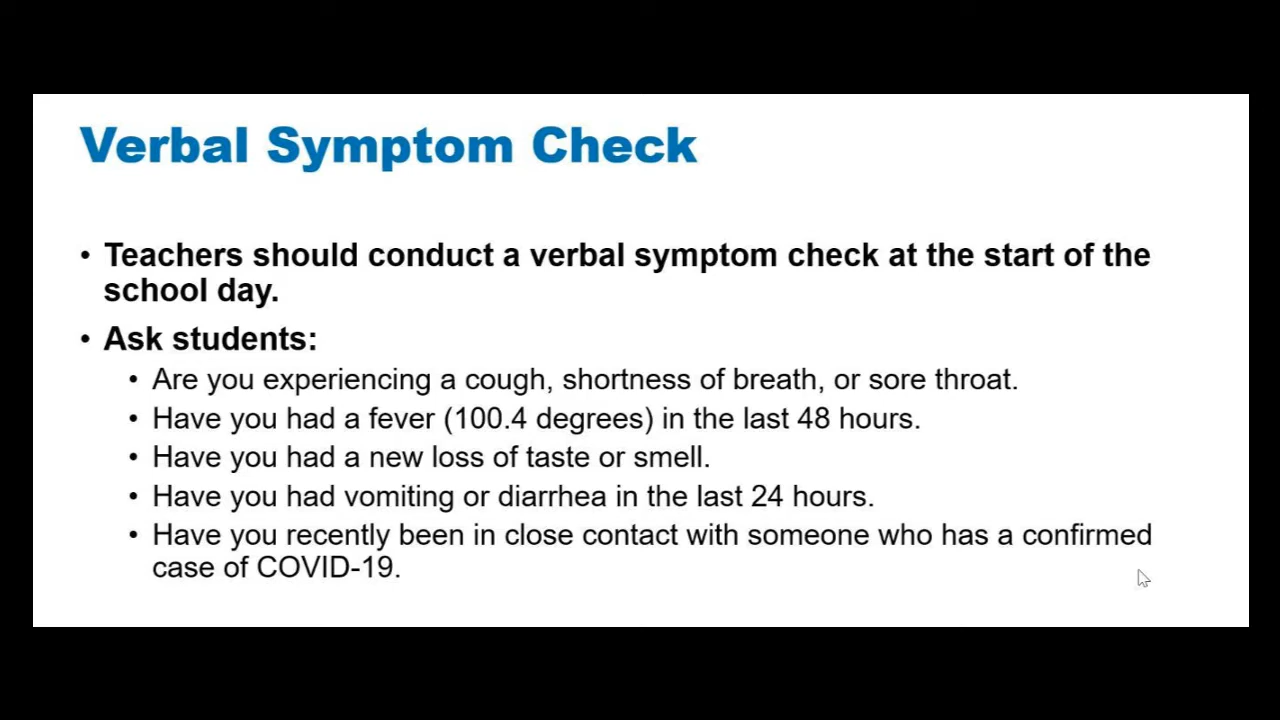 Verbal Symptom Check
• Teachers should conduct a verbal symptom check at the start of the
school day.
• Ask students:
• Are you experiencing a cough, shortness of breath, or sore throat.
• Have you had a fever (100.4 degrees) in the last 48 hours.
• Have you had a new loss of taste or smell.
• Have you had vomiting or diarrhea in the last 24 hours.
• Have you recently been in close contact with someone who has a confirmed
case of COVID-19.